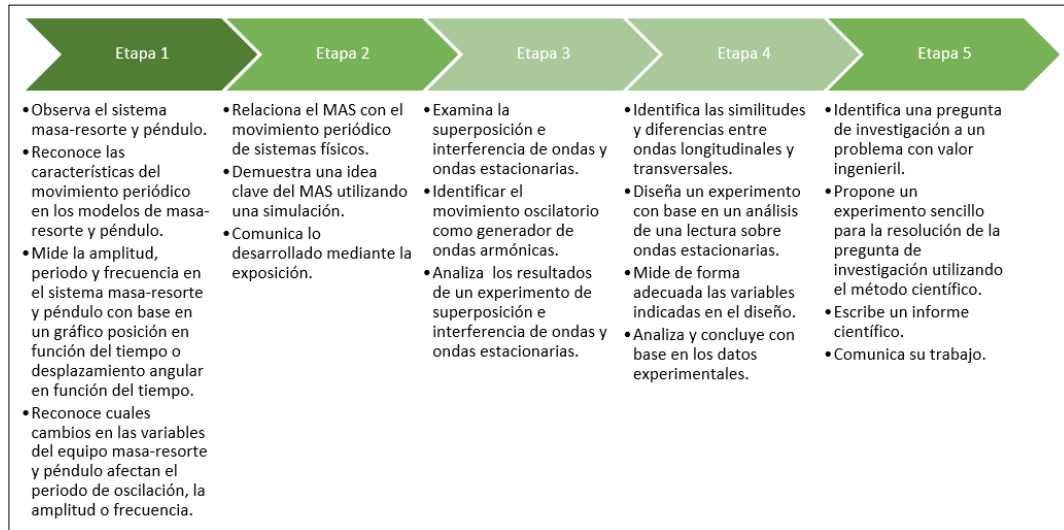 Etapa 1
•Observa el sistema
masa-resorte y péndulo.
•Reconoce las
características del
movimiento periódico
en los modelos de masa-
resorte y péndulo.
•Mide la amplitud,
periodo y frecuencia en
el sistema masa-resorte
y péndulo con base en
un gráfico posición en
función del tiempo o
desplazamiento angular
en función del tiempo.
•Reconoce cuales
cambios en las variables
del equipo masa-resorte
y péndulo afectan el
periodo de oscilación, la
amplitud o frecuencia.
Etapa 2
•Relaciona el MAS con el
movimiento periódico
de sistemas físicos.
•Demuestra una idea
clave del MAS utilizando
una simulación.
•Comunica lo
desarrollado mediante la
exposición.
Etapa 3
•Examina la
superposición e
interferencia de ondas y
ondas estacionarias.
•Identificar el
movimiento oscilatorio
como generador de
ondas armónicas.
•Analiza los resultados
de un experimento de
superposición e
interferencia de ondas y
ondas estacionarias.
Etapa 4
•Identifica las similitudes
y diferencias entre
ondas longitudinales y
transversales.
•Diseña un experimento
con base en un análisis
de una lectura sobre
ondas estacionarias.
•Mide de forma
adecuada las variables
indicadas en el diseño.
•Analiza y concluye con
base en los datos
experimentales.
Etapa 5
•Identifica una pregunta
de investigación a un
problema con valor
ingenieril.
•Propone un
experimento sencillo
para la resolución de la
pregunta de
investigación utilizando
el método científico.
•Escribe un informe
científico.
•Comunica su trabajo.